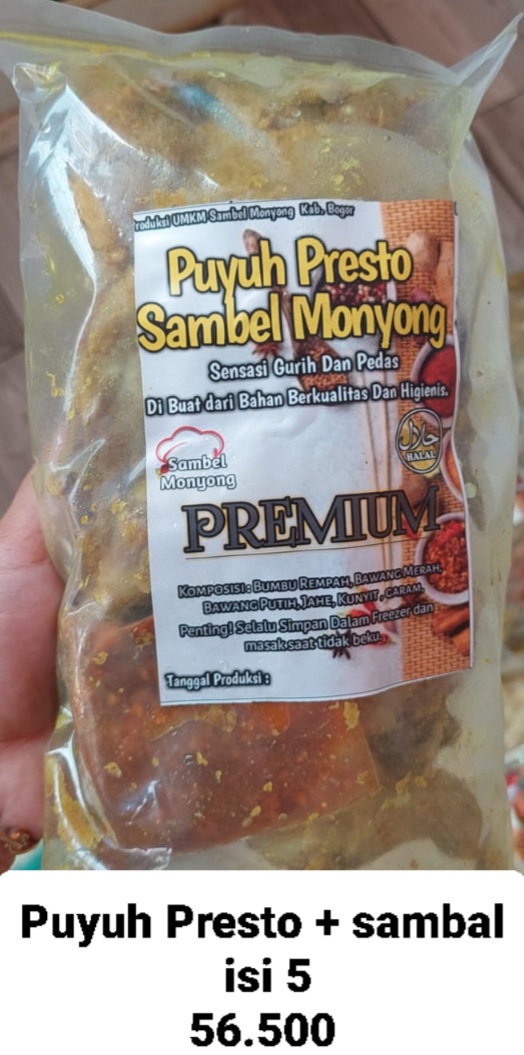 roduksi UMKM Sambel Monyong Kab. Bogor
Puyuh Presto
Sambel Monyong
Sensasi Gurih Dan Pedas
Di Buat dari Bahan Berkualitas Dan Higienis.
حلال
HALAL
Sambel
Monyong
PREMIUM
KOMPOSISI : BUMBU REMPAH, BAWANG MERAH,
BAWANG PUTIH, JAHE, KUNYIT , GARAM,
Penting! Selalu Simpan Dalam Freezer dan
masak saat tidak beku.
Tanggal Produksi :
Puyuh Presto + sambal
isi 5
56.500